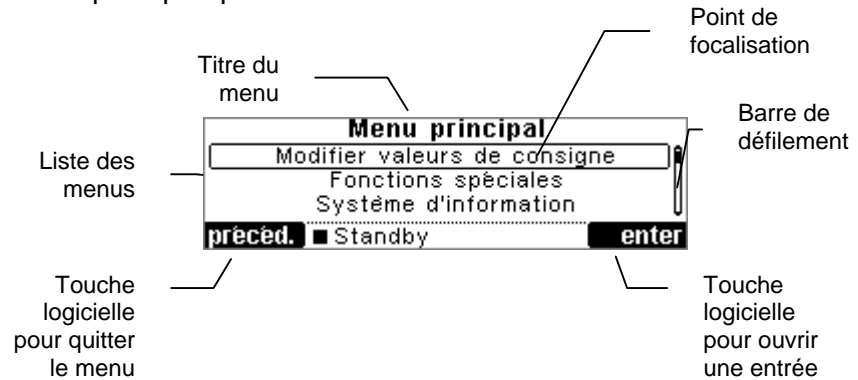 Point de
focalisation
Titre du
menu
Barre de
défilement
Liste des
menus
Menu principal
Modifier valeurs de consigne
Fonctions spéciales
Système d'information
précéd. Standby enter
Touche
logicielle
pour quitter
le menu
Touche
logicielle
pour ouvrir
une entrée